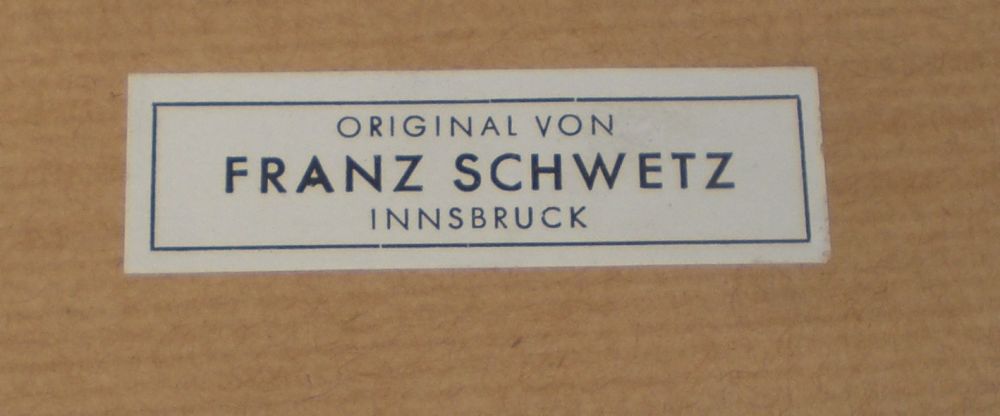 ORIGINAL VON
FRANZ SCHWETZ
INNSBRUCK